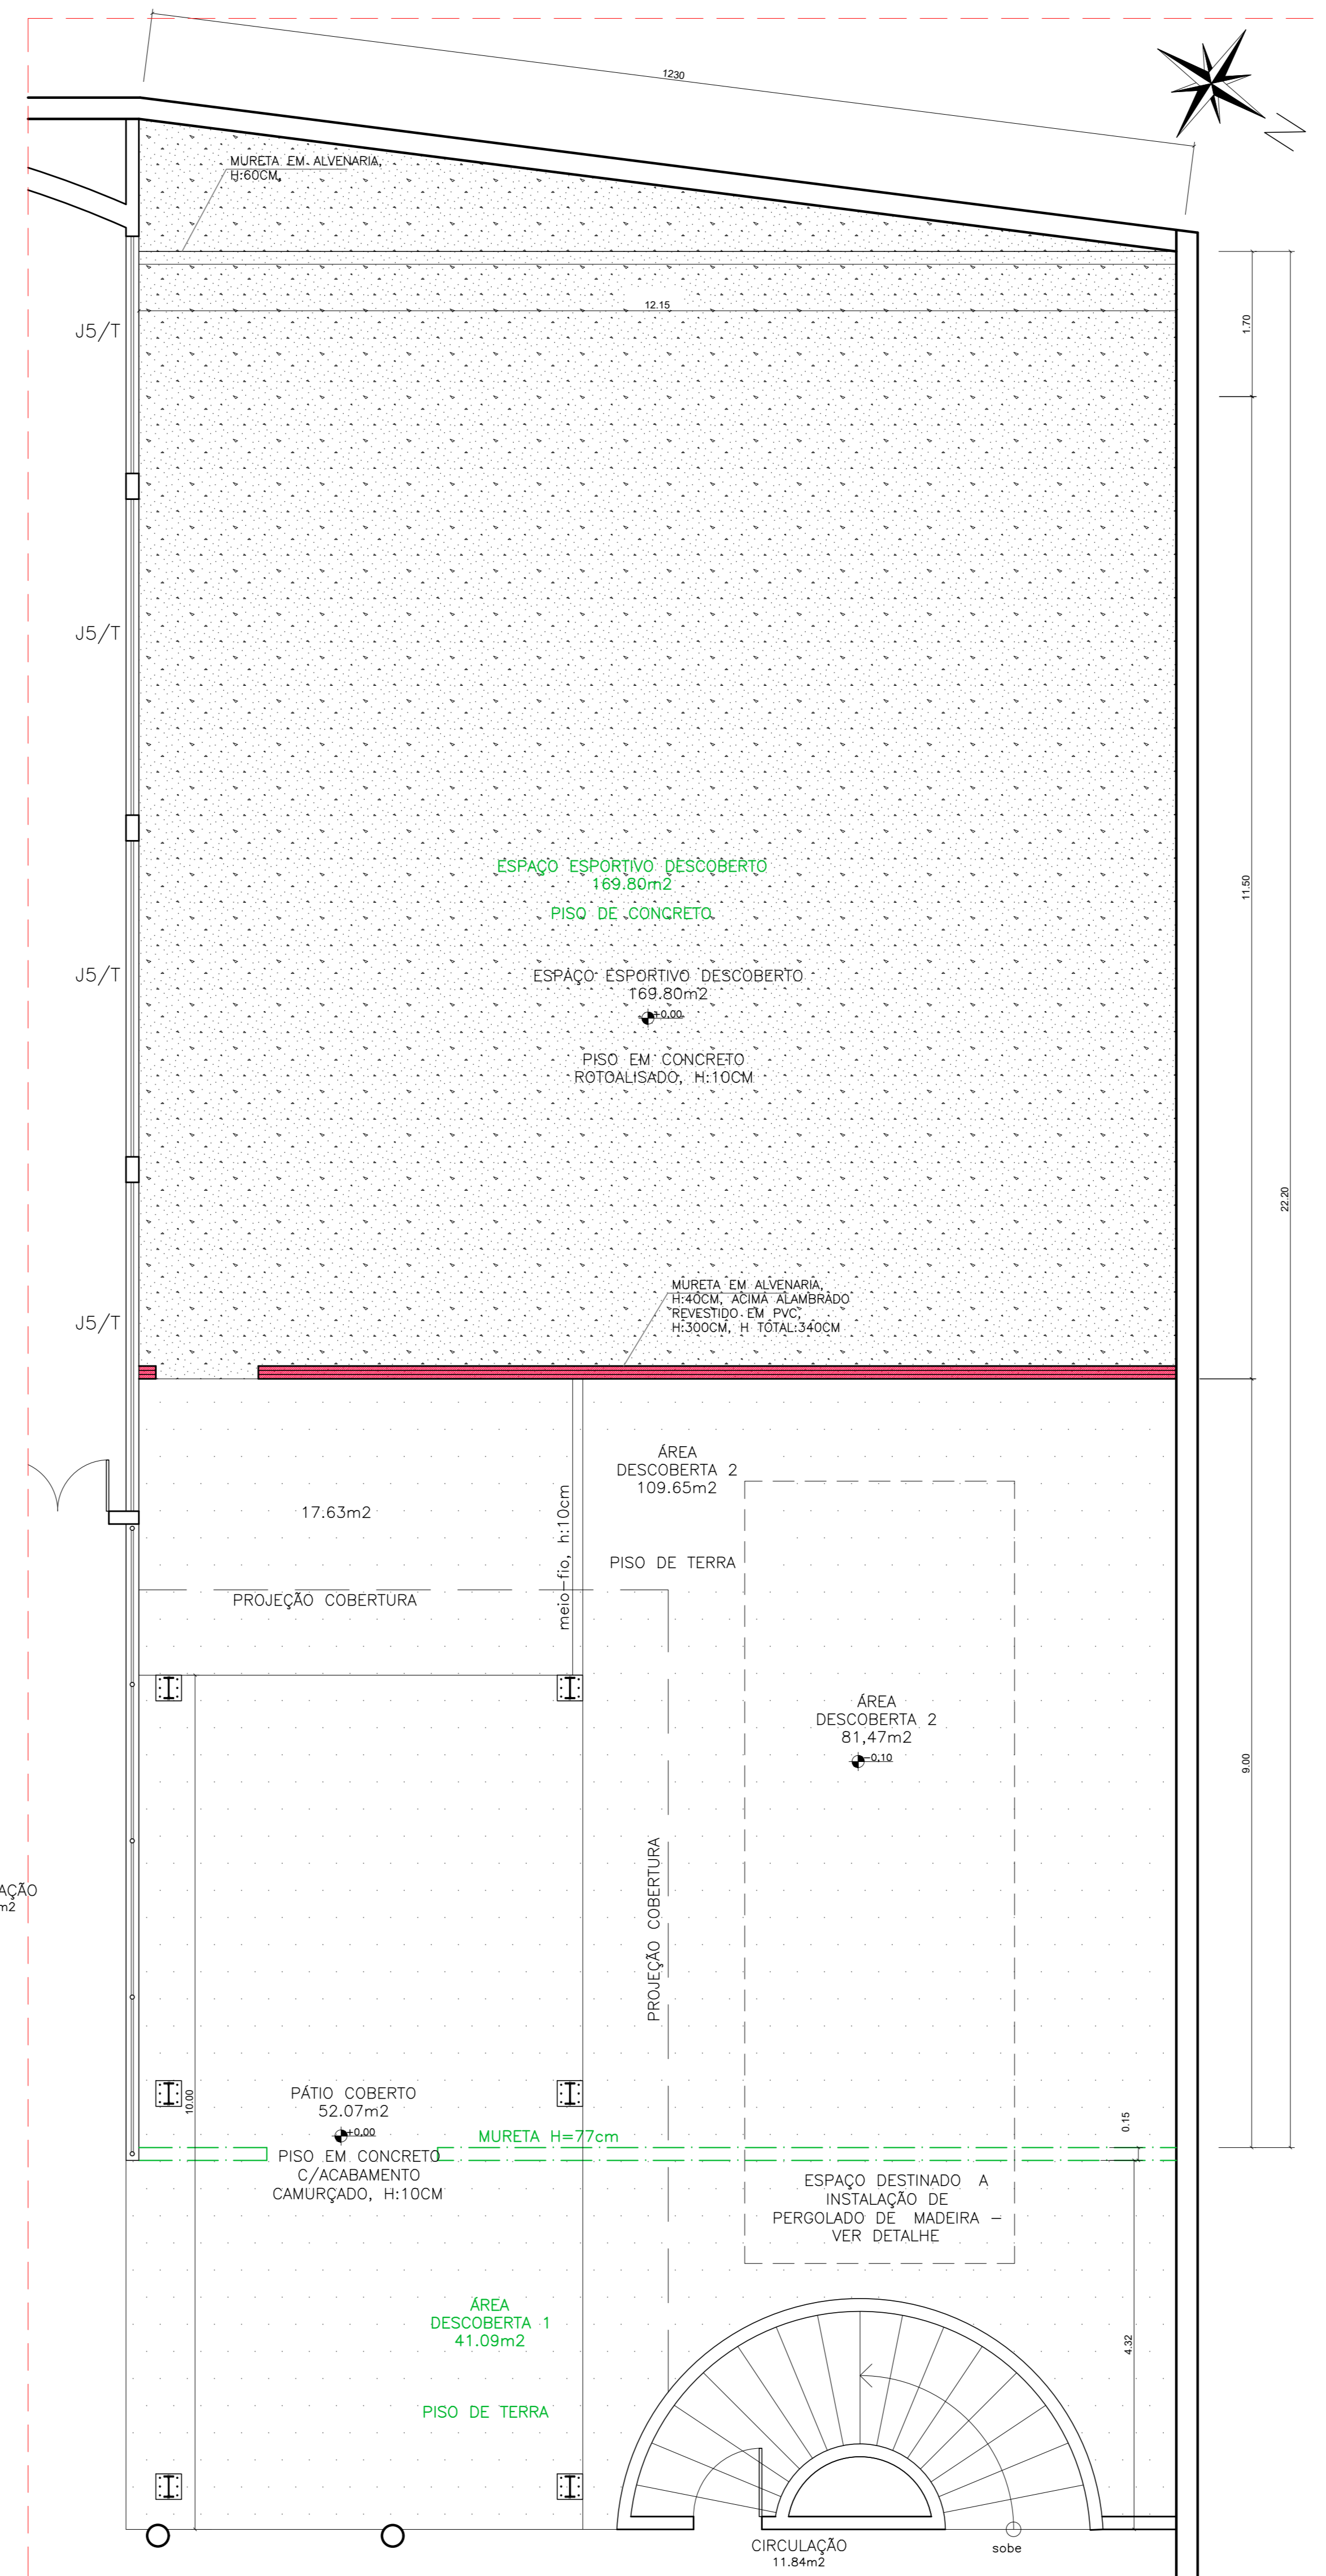 1230
N
MURETA EM ALVENARIA,
H:60CM,
12.15
1.70
J5/T
J5/T
ESPAÇO ESPORTIVO DESCOBERTO
169.80m2
PISO DE CONCRETO
11.50
J5/T
ESPAÇO ESPORTIVO DESCOBERTO
169.80m2
+0.00
PISO EM CONCRETO
ROTOALISADO, H:10CM
22.20
MURETA EM ALVENARIA,
H:40CM, ACIMA ALAMBRADO
REVESTIDO EM PVC,
H:300CM, H TOTAL:340CM
J5/T
ÁREA
DESCOBERTA 2
109.65m2
17.63m2
meio-fio, h:10cm
PISO DE TERRA
PROJEÇÃO COBERTURA
ÁREA
DESCOBERTA 2
81,47m2
-0,10
9.00
PROJEÇÃO COBERTURA
AÇÃO
m2
10.00
PÁTIO COBERTO
52.07m2
+0,00
PISO EM CONCRETO
C/ACABAMENTO
CAMURÇADO, H:10CM
MURETA H=77cm
0.15
ESPAÇO DESTINADO A
INSTALAÇÃO DE
PERGOLADO DE MADEIRA –
VER DETALHE
ÁREA
DESCOBERTA 1
41.09m2
4.32
PISO DE TERRA
CIRCULAÇÃO
11.84m2
sobe